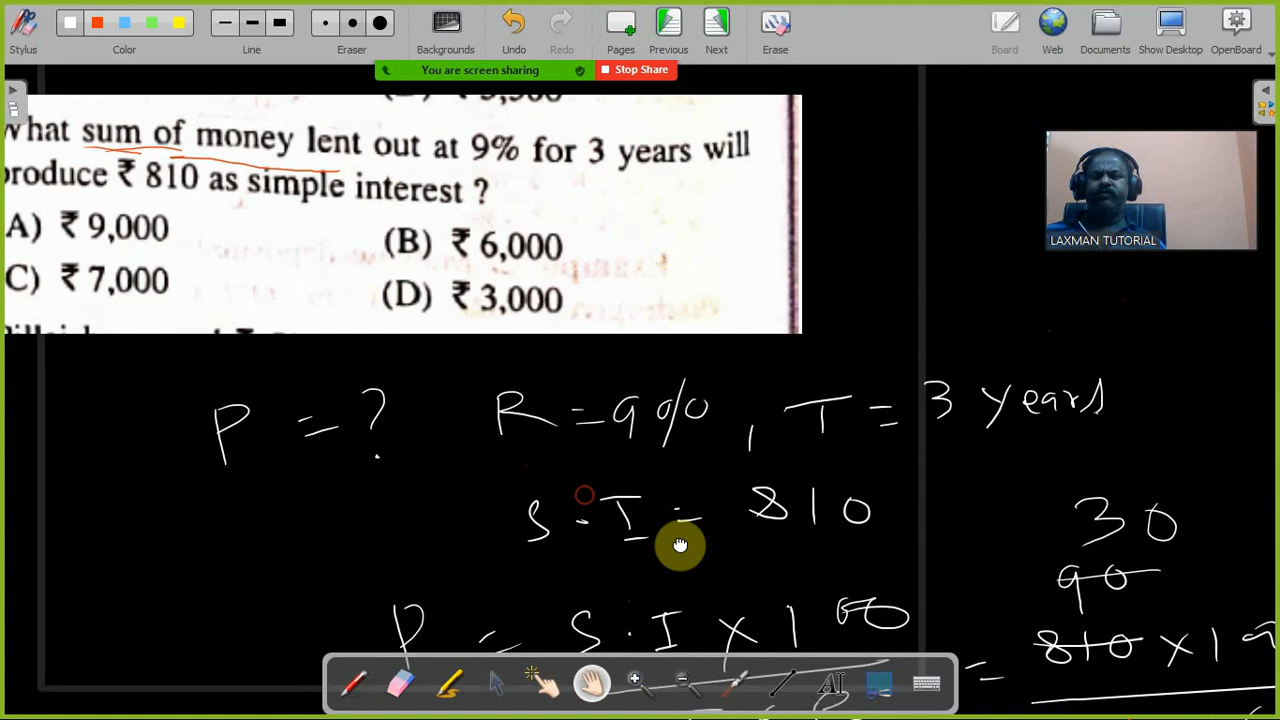 Stylus Color Line Eraser Backgrounds Undo Redo Pages Previous Next Erase Board Web Documents Show Desktop OpenBoard
You are screen sharing Stop Share
What sum of money lent out at 9% for 3 years will
produce ₹ 810 as simple interest ?
A) ₹ 9,000 (B) ₹ 6,000
C) ₹ 7,000 (D) ₹ 3,000
LAXMAN TUTORIAL
P = ? R = 9%, T = 3 years
S.I = 810
30
90
P = S.I × 100 = 810 × 1